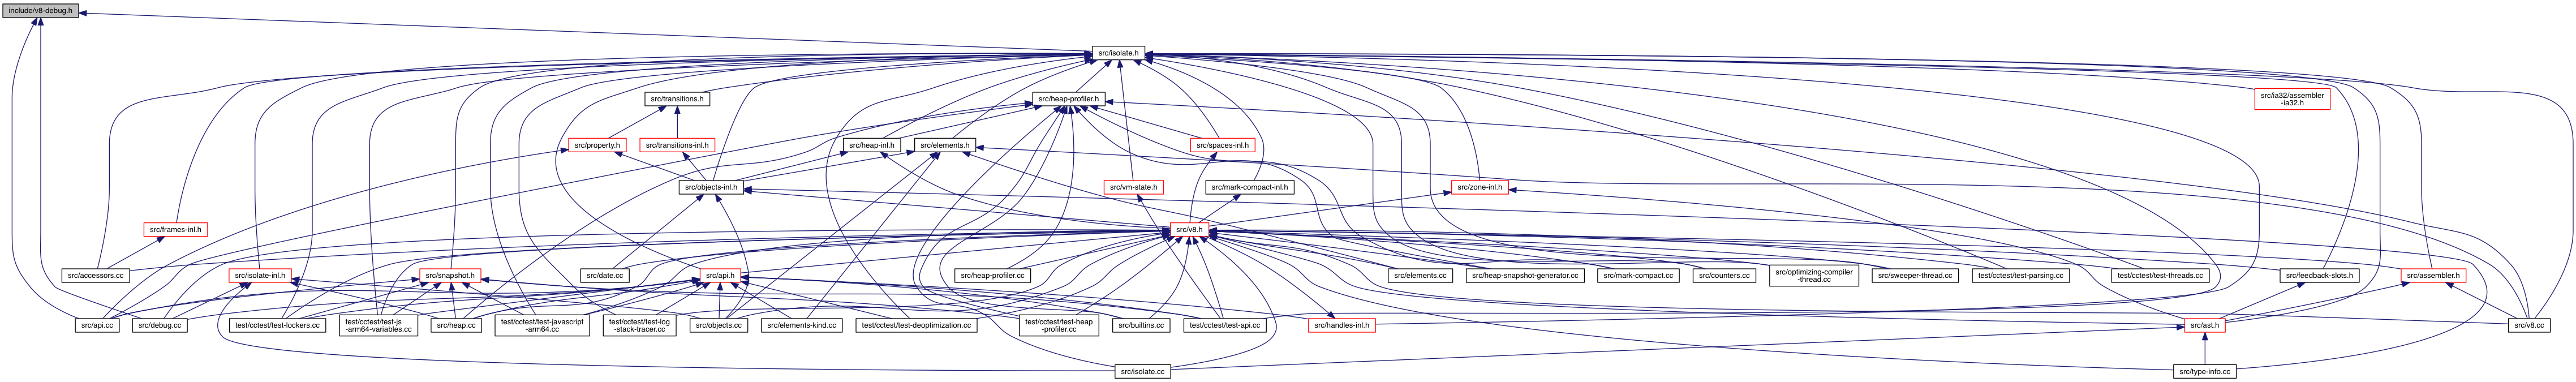 include/v8-debug.h
src/isolate.h
src/transitions.h
src/heap-profiler.h
src/ia32/assembler
-ia32.h
src/property.h
src/transitions-inl.h
src/heap-inl.h
src/elements.h
src/spaces-inl.h
src/objects-inl.h
src/vm-state.h
src/mark-compact-inl.h
src/zone-inl.h
src/frames-inl.h
src/v8.h
src/accessors.cc
src/isolate-inl.h
src/snapshot.h
src/date.cc
src/api.h
src/heap-profiler.cc
src/elements.cc
src/heap-snapshot-generator.cc
src/mark-compact.cc
src/counters.cc
src/optimizing-compiler
-thread.cc
src/sweeper-thread.cc
test/cctest/test-parsing.cc
test/cctest/test-threads.cc
src/feedback-slots.h
src/assembler.h
src/api.cc
src/debug.cc
test/cctest/test-lockers.cc
test/cctest/test-js
-arm64-variables.cc
src/heap.cc
test/cctest/test-javascript
-arm64.cc
test/cctest/test-log
-stack-tracer.cc
src/objects.cc
src/elements-kind.cc
test/cctest/test-deoptimization.cc
test/cctest/test-heap
-profiler.cc
src/builtins.cc
test/cctest/test-api.cc
src/handles-inl.h
src/ast.h
src/v8.cc
src/isolate.cc
src/type-info.cc